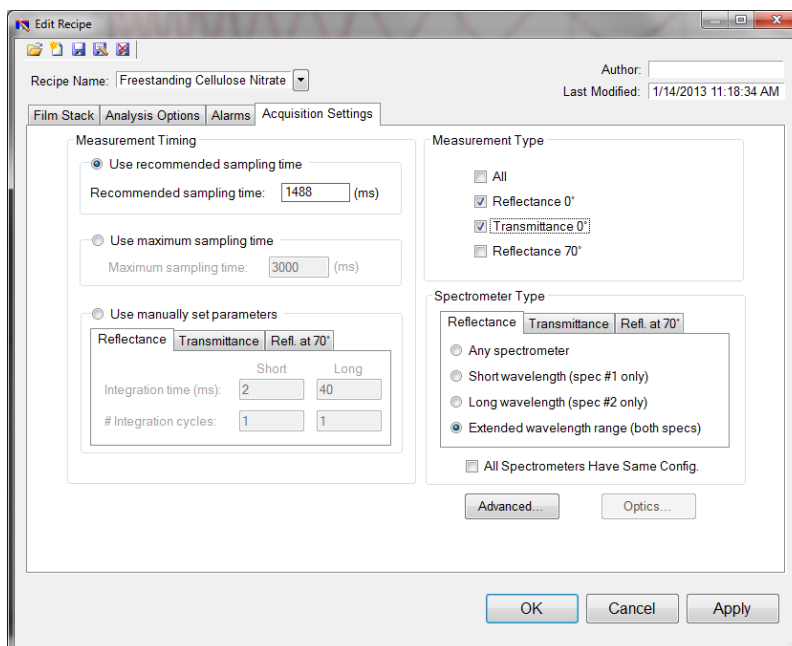 Edit Recipe
Author:
Recipe Name: Freestanding Cellulose Nitrate
Last Modified: 1/14/2013 11:18:34 AM
Film Stack Analysis Options Alarms Acquisition Settings
Measurement Timing
Use recommended sampling time
Recommended sampling time: 1488 (ms)
Use maximum sampling time
Maximum sampling time: 3000 (ms)
Use manually set parameters
Reflectance Transmittance Refl. at 70°
Short Long
Integration time (ms): 2 40
# Integration cycles: 1 1
Measurement Type
All
Reflectance 0°
Transmittance 0°
Reflectance 70°
Spectrometer Type
Reflectance Transmittance Refl. at 70°
Any spectrometer
Short wavelength (spec #1 only)
Long wavelength (spec #2 only)
Extended wavelength range (both specs)
All Spectrometers Have Same Config.
Advanced... Optics...
OK Cancel Apply